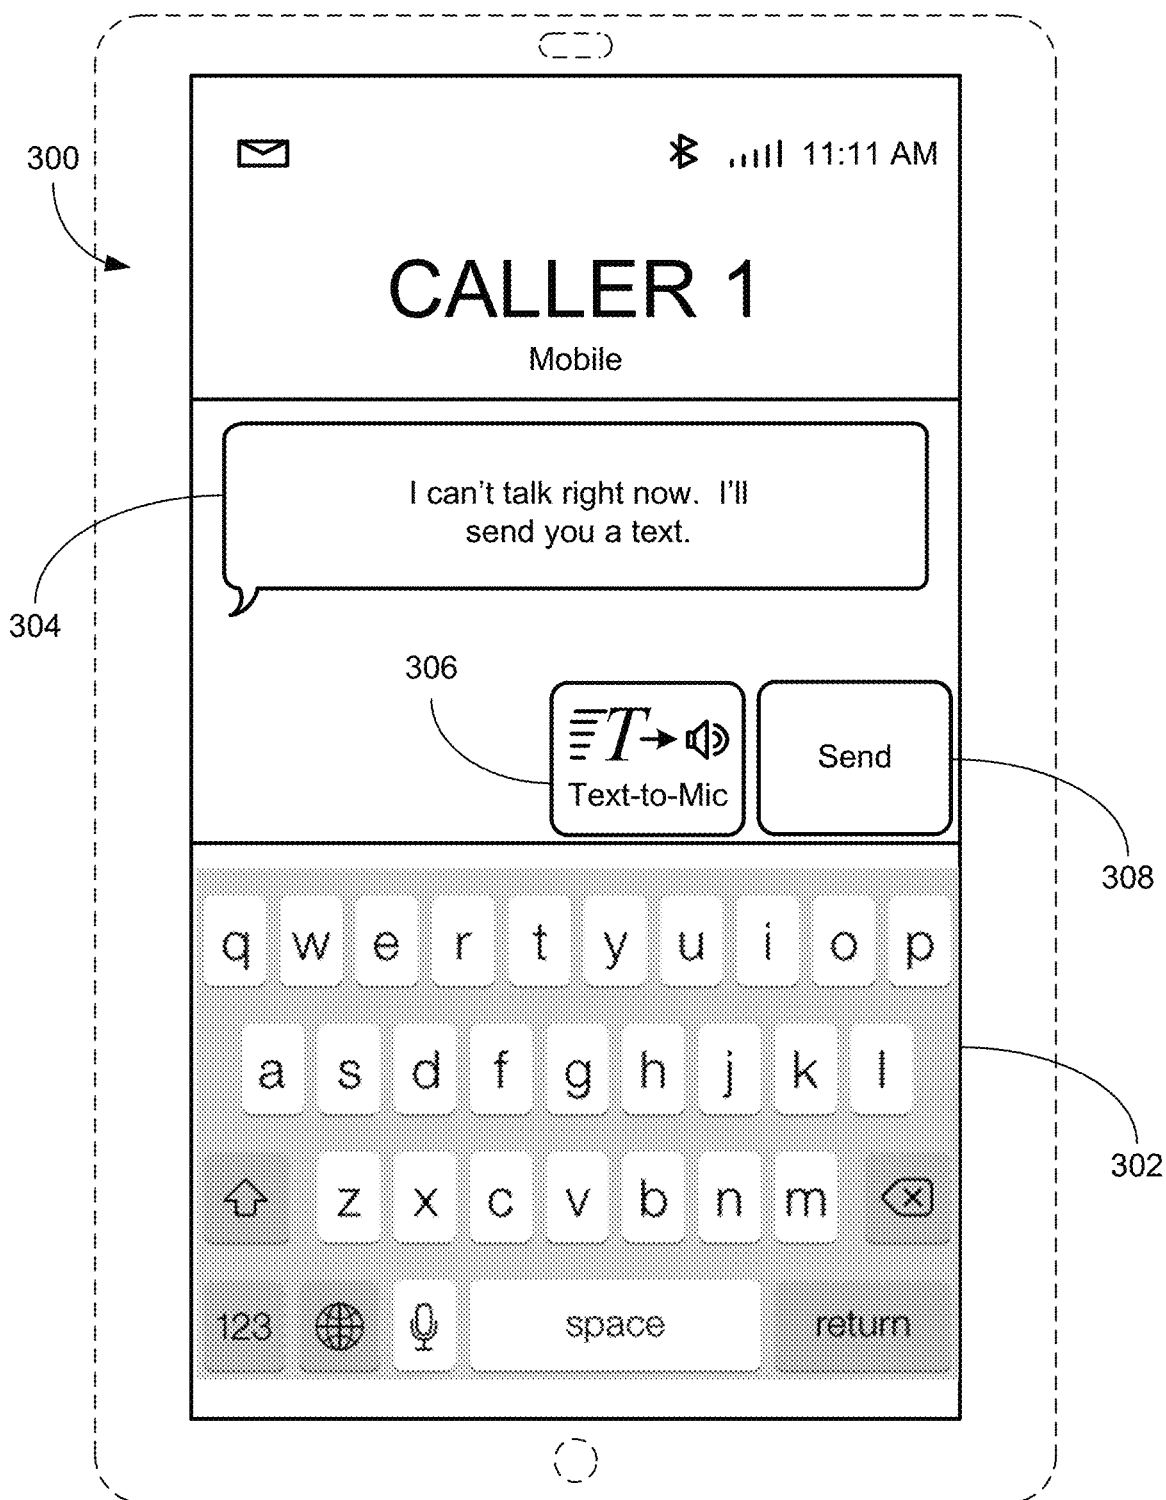 11:11 AM
300
CALLER 1
Mobile
I can't talk right now.  I'll
send you a text.
304
306
T
Text-to-Mic
Send
308
q w e r t y u i o p
a s d f g h j k l
302
z x c v b n m
123 space return